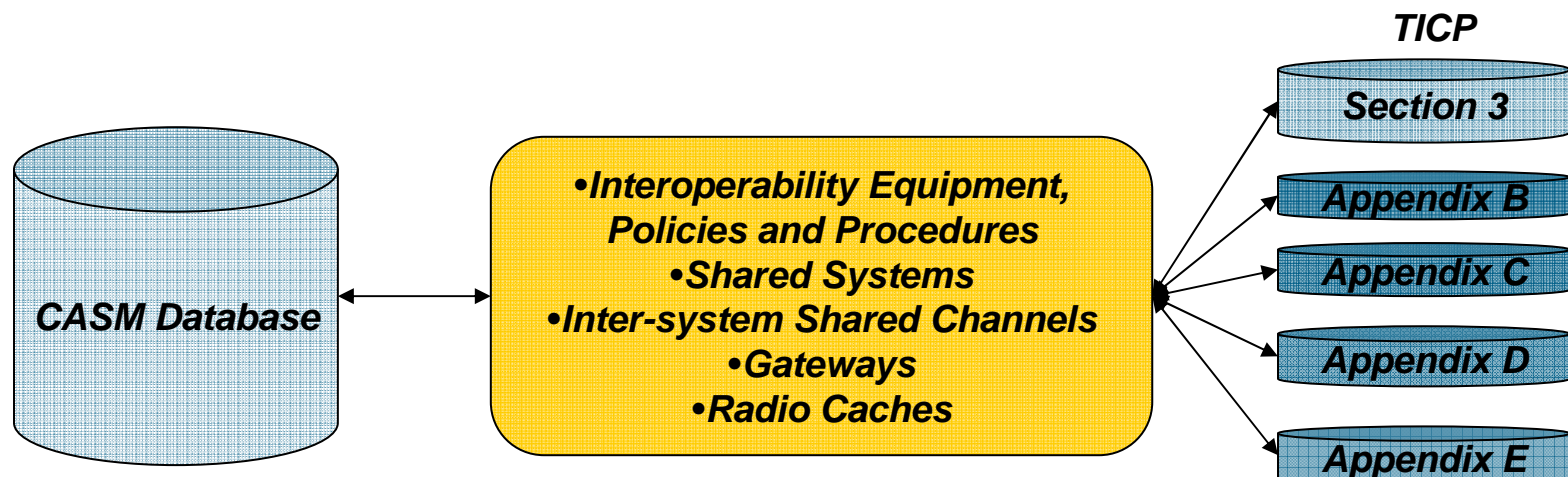 TICP
CASM Database
•Interoperability Equipment,
Policies and Procedures
•Shared Systems
•Inter-system Shared Channels
•Gateways
•Radio Caches
Section 3
Appendix B
Appendix C
Appendix D
Appendix E